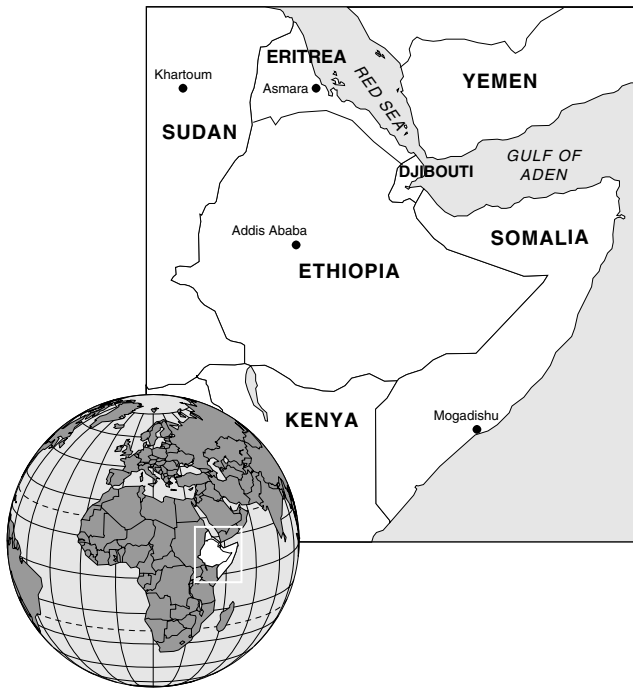 ERITREA
Khartoum
Asmara
RED SEA
YEMEN
SUDAN
GULF OF
ADEN
DJIBOUTI
Addis Ababa
SOMALIA
ETHIOPIA
KENYA
Mogadishu